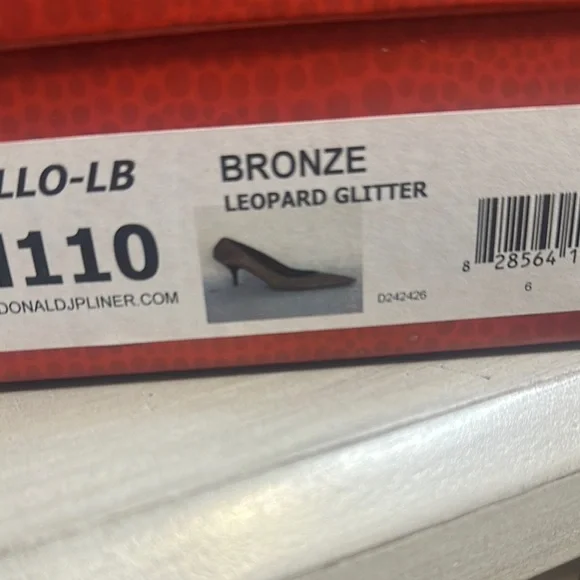 LLO-LB
110
DONALDJPLINER.COM
BRONZE
LEOPARD GLITTER
D242426
8 28564 1
6